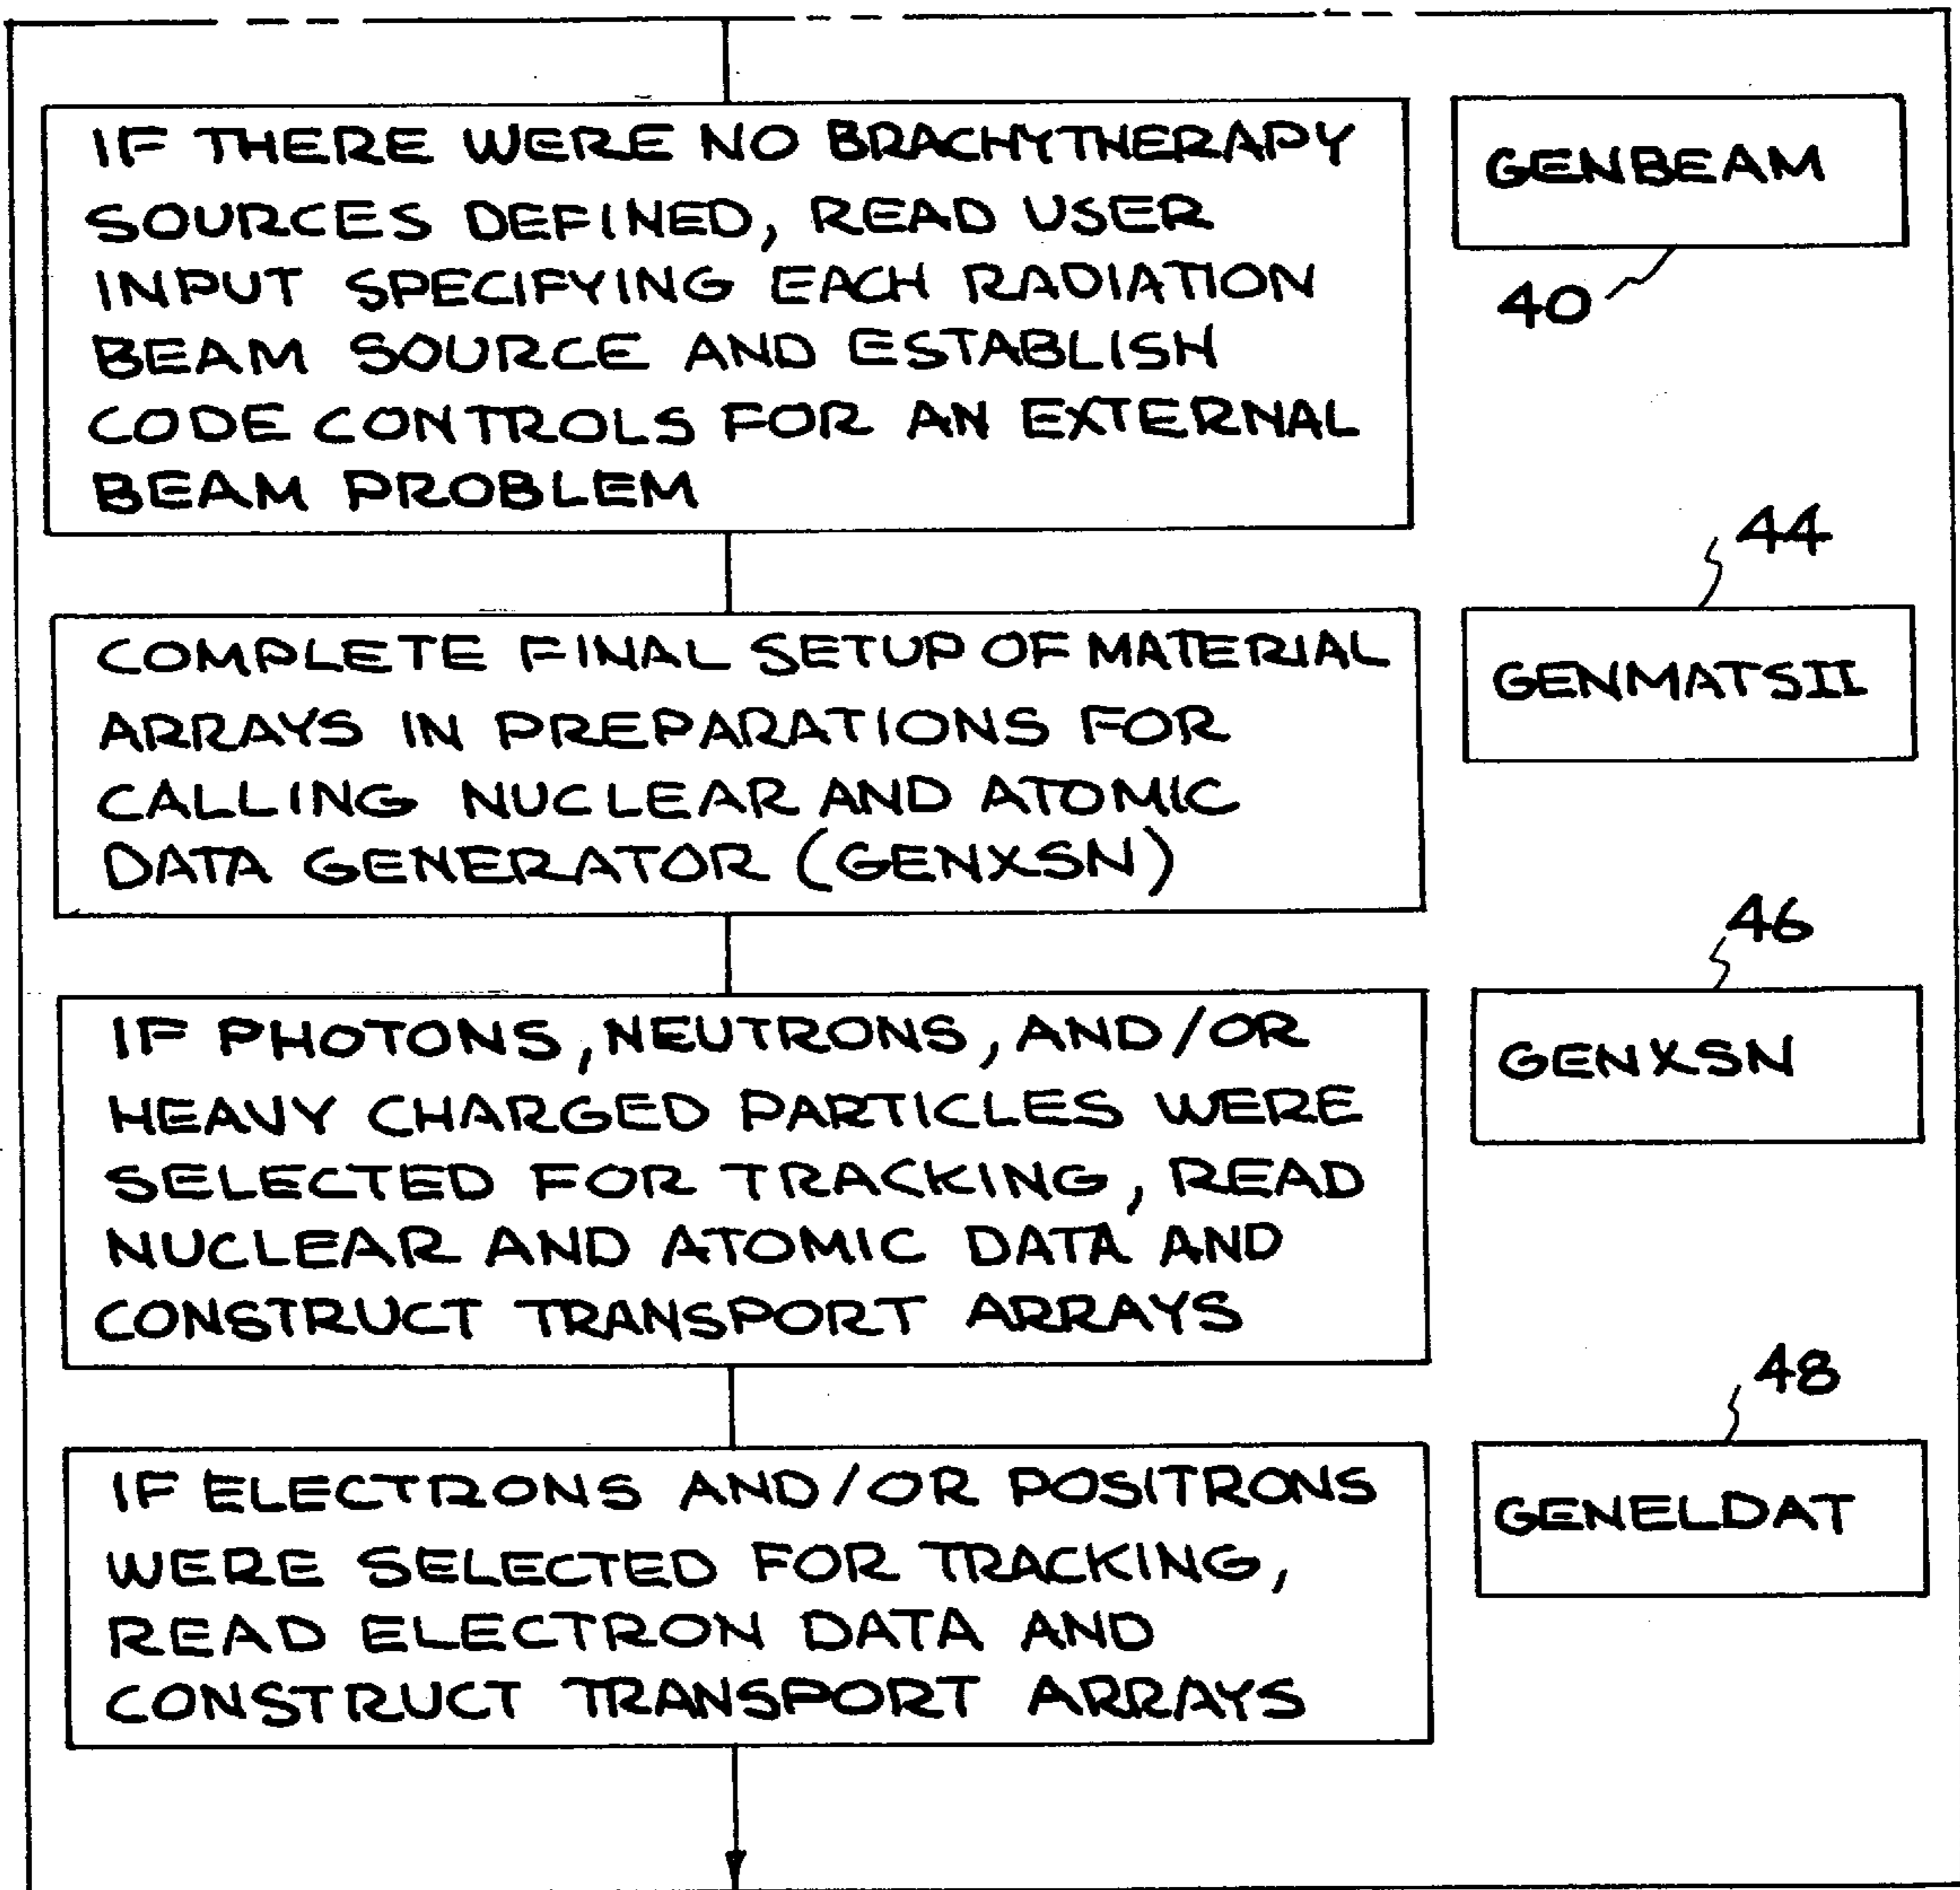 IF THERE WERE NO BRACHYTHERAPY
SOURCES DEFINED, READ USER
INPUT SPECIFYING EACH RADIATION
BEAM SOURCE AND ESTABLISH
CODE CONTROLS FOR AN EXTERNAL
BEAM PROBLEM
GENBEAM
40
COMPLETE FINAL SETUP OF MATERIAL
ARRAYS IN PREPARATIONS FOR
CALLING NUCLEAR AND ATOMIC
DATA GENERATOR (GENXSN)
44
GENMATSII
IF PHOTONS, NEUTRONS, AND/OR
HEAVY CHARGED PARTICLES WERE
SELECTED FOR TRACKING, READ
NUCLEAR AND ATOMIC DATA AND
CONSTRUCT TRANSPORT ARRAYS
46
GENXSN
IF ELECTRONS AND/OR POSITRONS
WERE SELECTED FOR TRACKING,
READ ELECTRON DATA AND
CONSTRUCT TRANSPORT ARRAYS
48
GENELDAT